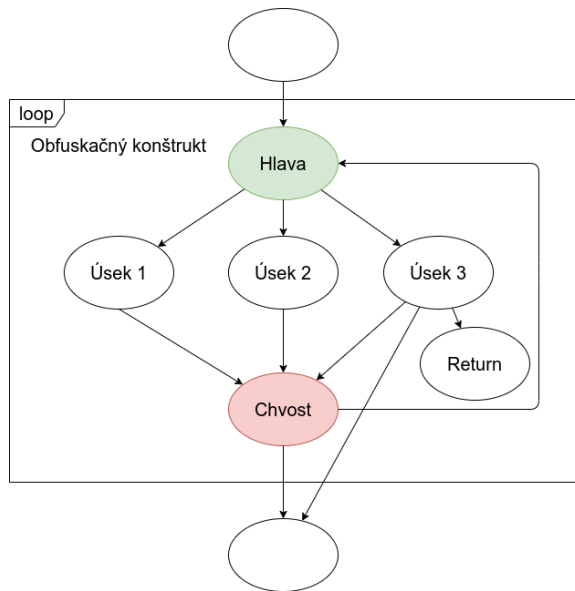 loop
Obfuskačný konštrukt
Hlava
Úsek 1
Úsek 2
Úsek 3
Return
Chvost